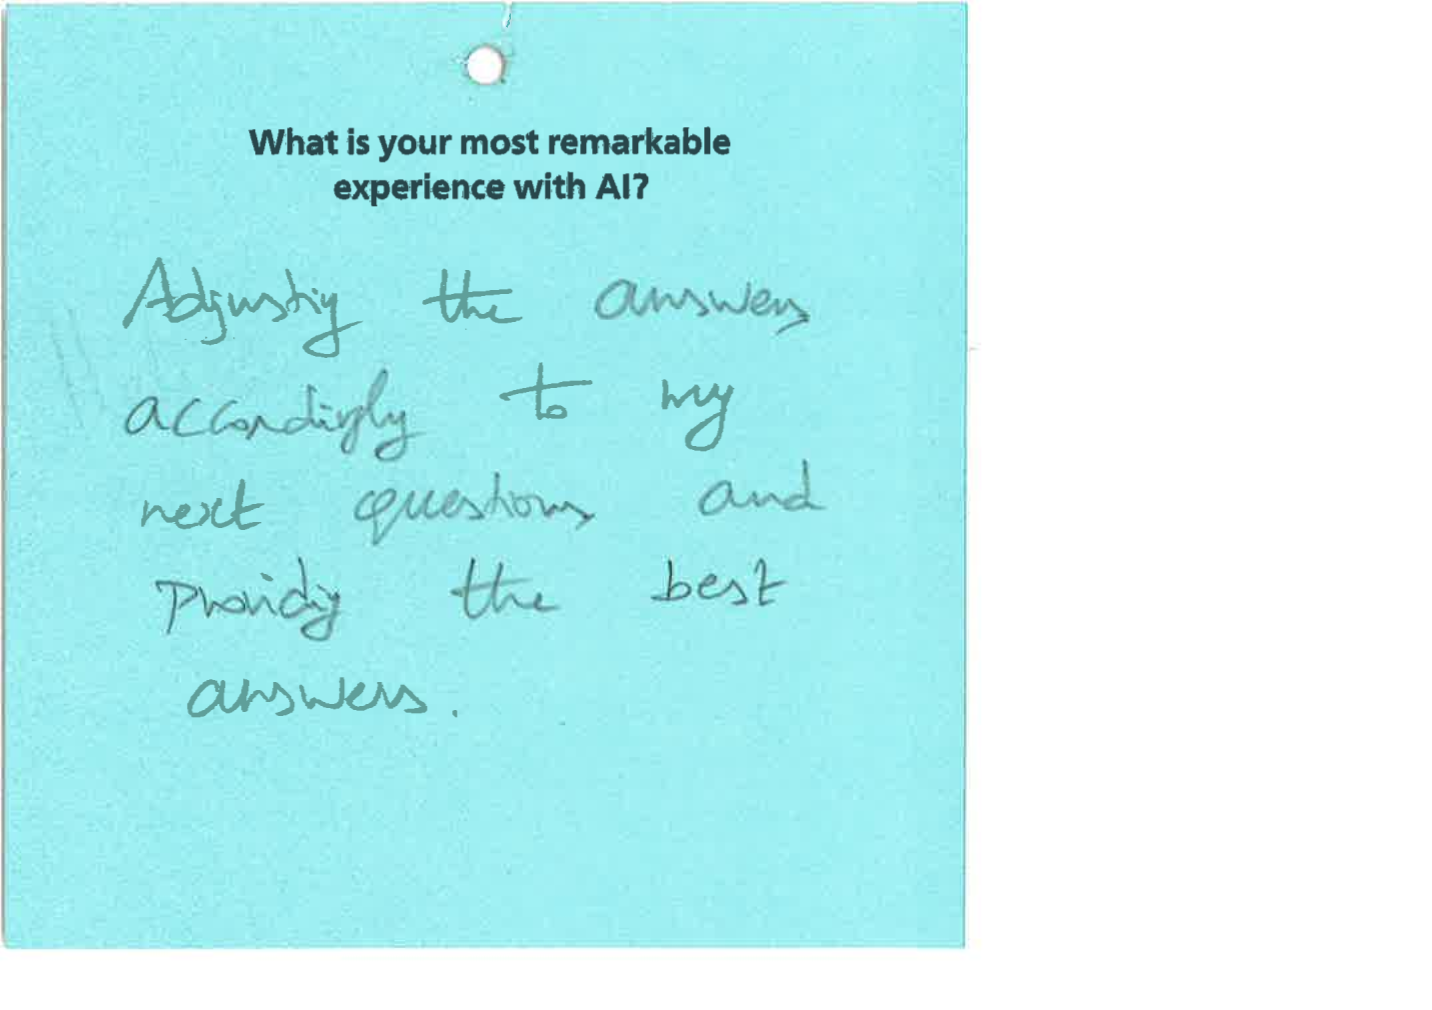 What is your most remarkable
experience with AI?
Adjusting the answers
accordingly to my
next questions and
providing the best
answers.